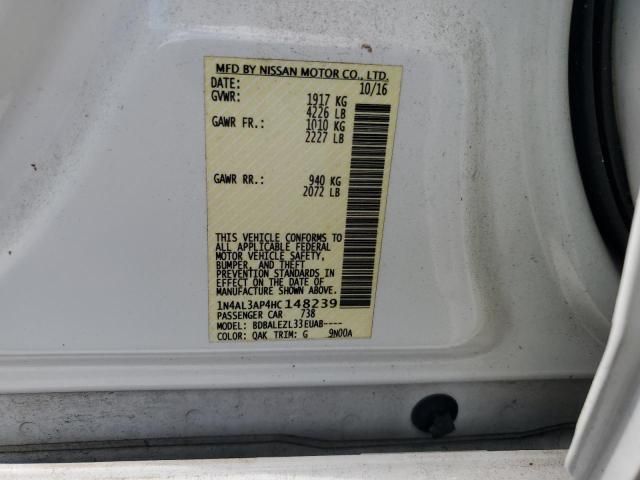 MFD BY NISSAN MOTOR CO., LTD.
DATE: 10/16
GVWR: 1917 KG
4226 LB
GAWR FR.: 1010 KG
2227 LB
GAWR RR.: 940 KG
2072 LB
THIS VEHICLE CONFORMS TO
ALL APPLICABLE FEDERAL
MOTOR VEHICLE SAFETY,
BUMPER, AND THEFT
PREVENTION STANDARDS IN
EFFECT ON THE DATE OF
MANUFACTURE SHOWN ABOVE.
1N4AL3AP4HC148239
PASSENGER CAR 738
MODEL: BDBALEZL33EUAB----
COLOR: QAK TRIM: G 9N00A